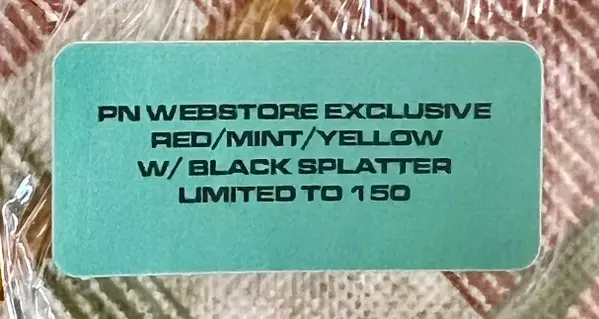 PN WEBSTORE EXCLUSIVE
RED/MINT/YELLOW
W/ BLACK SPLATTER
LIMITED TO 150